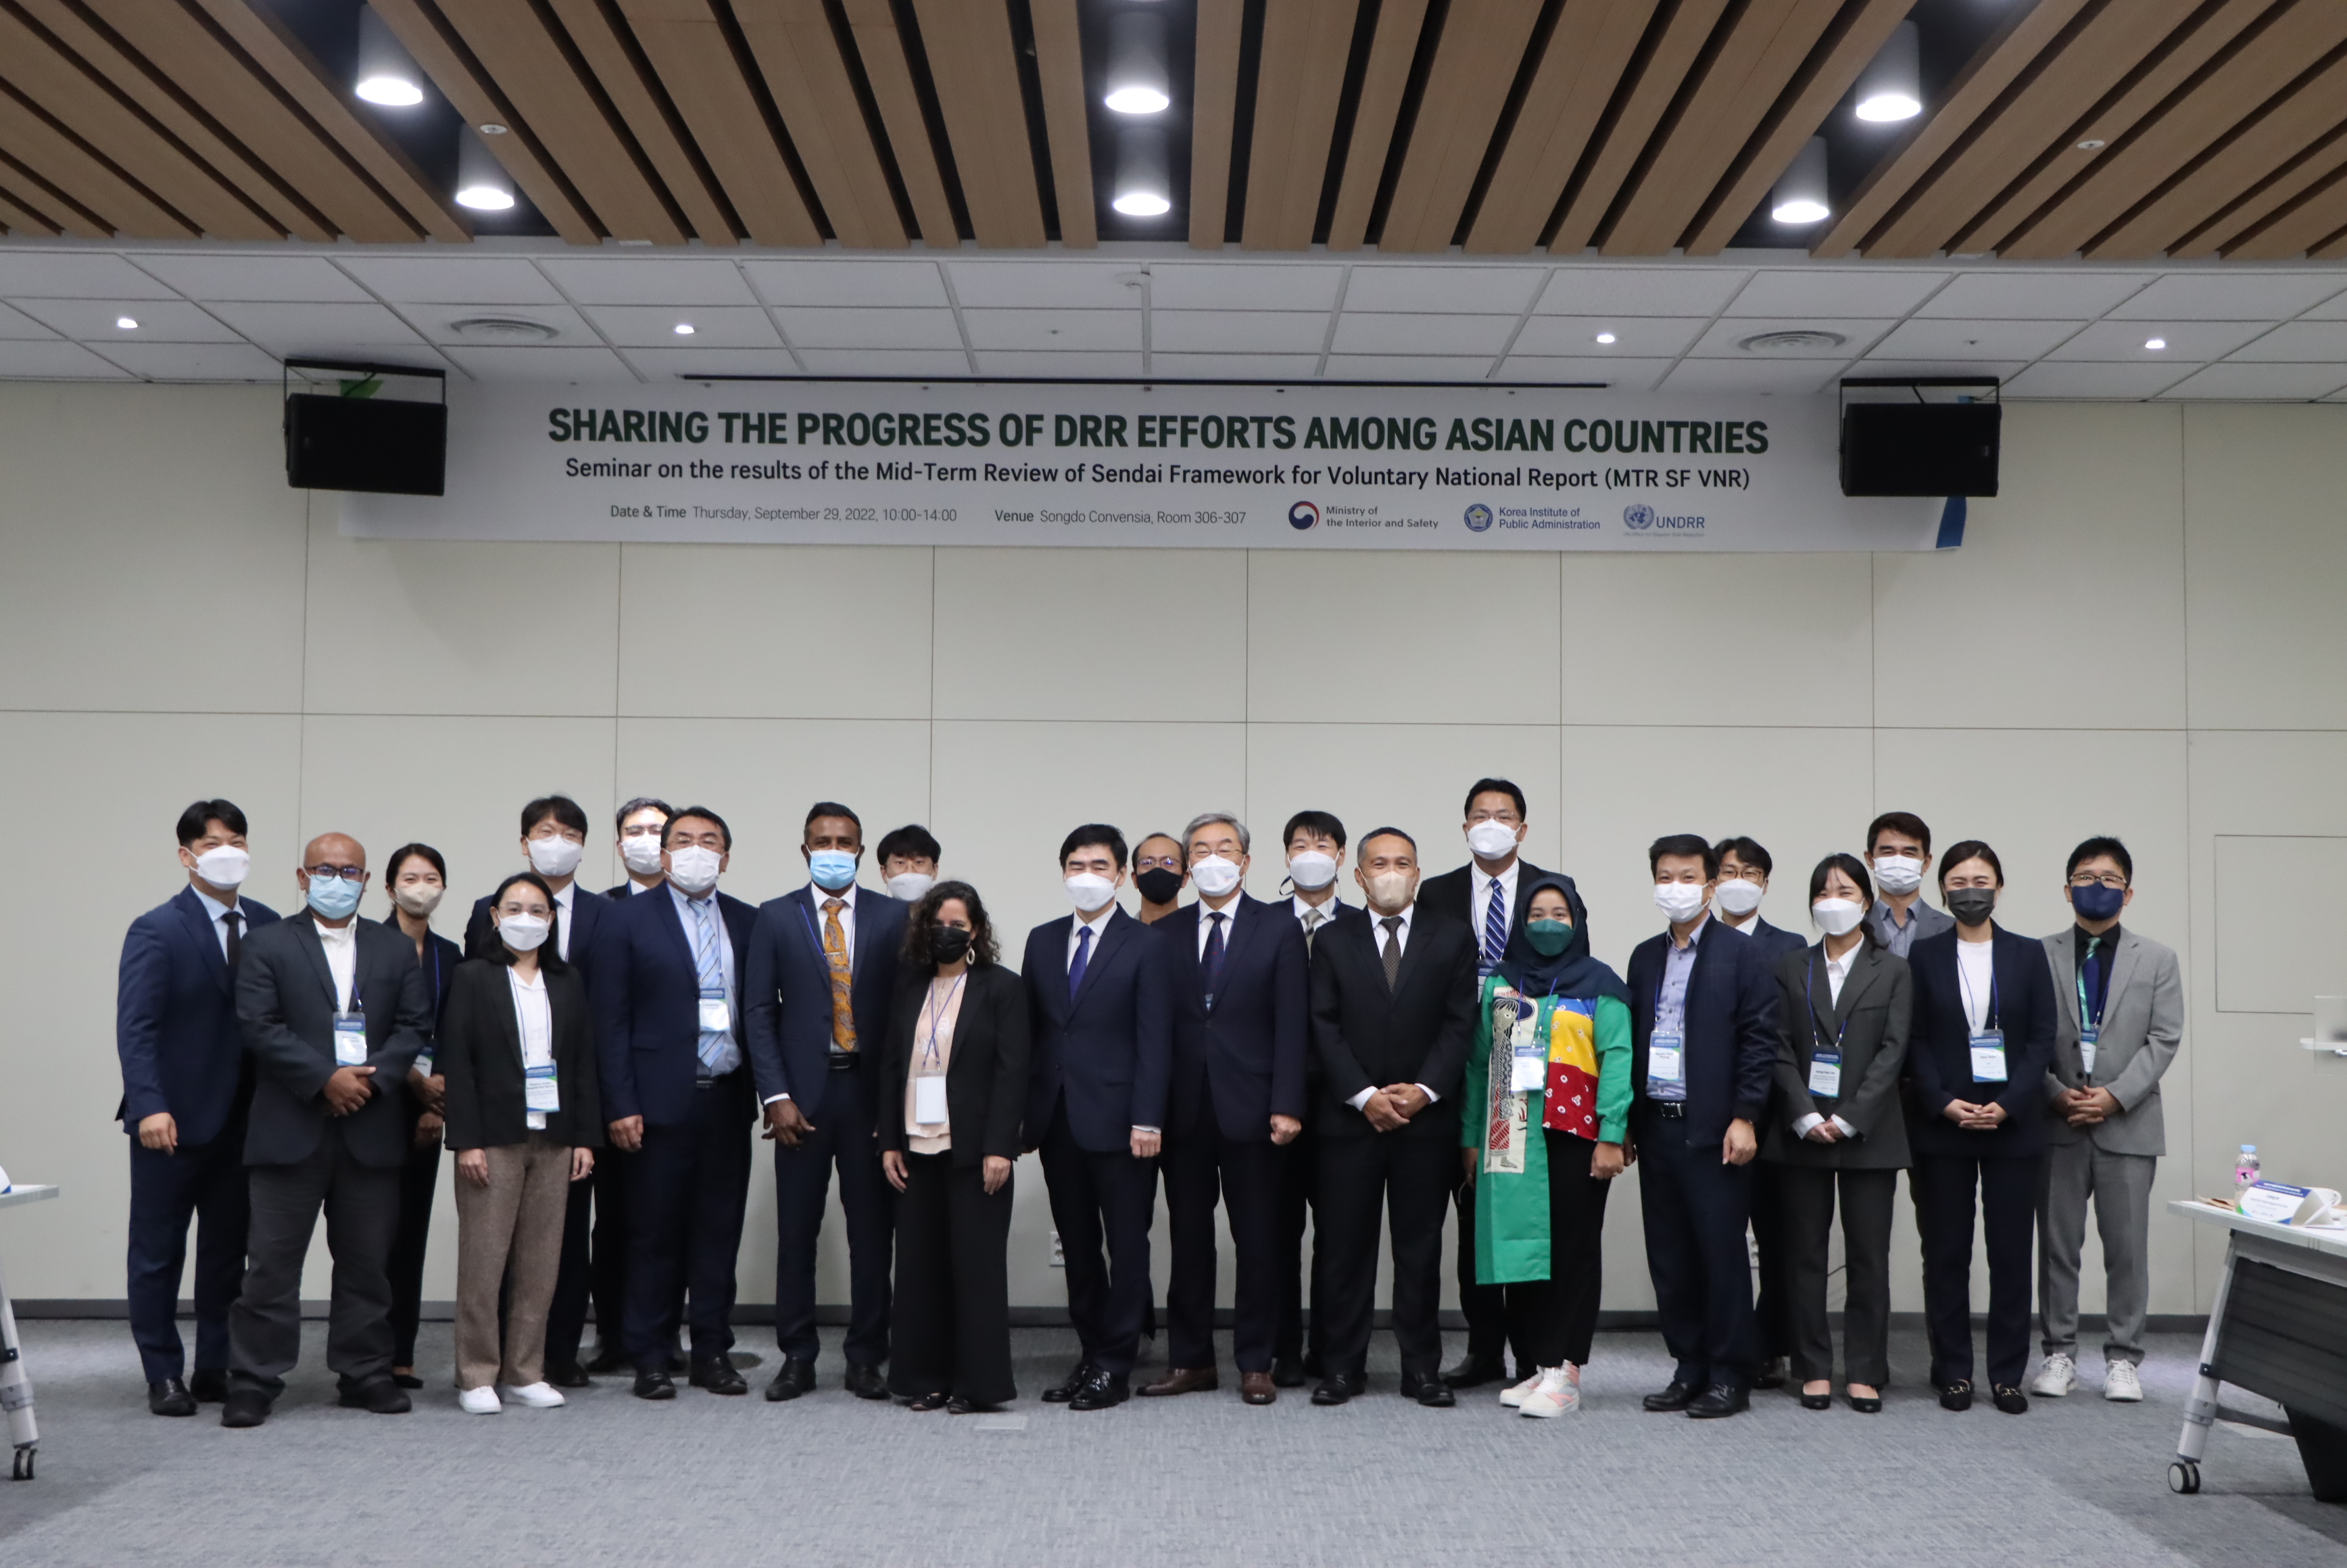 SHARING THE PROGRESS OF DRR EFFORTS AMONG ASIAN COUNTRIES
Seminar on the results of the Mid-Term Review of Sendai Framework for Voluntary National Report (MTR SF VNR)
Date & Time Thursday, September 29, 2022, 10:00-14:00 Venue Songdo Convensia, Room 306-307
Ministry of
the Interior and Safety
Korea Institute of
Public Administration
UNDRR